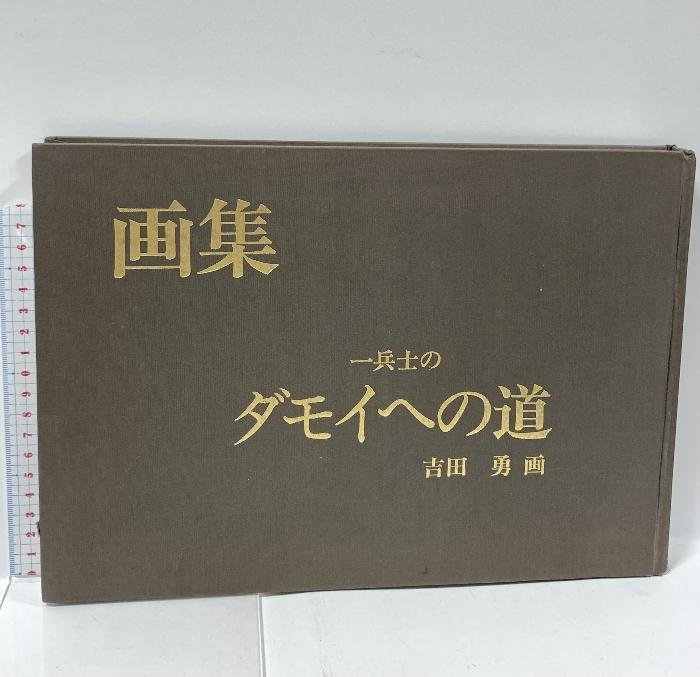 画集
一兵士の
ダモイへの道
吉田 勇 画